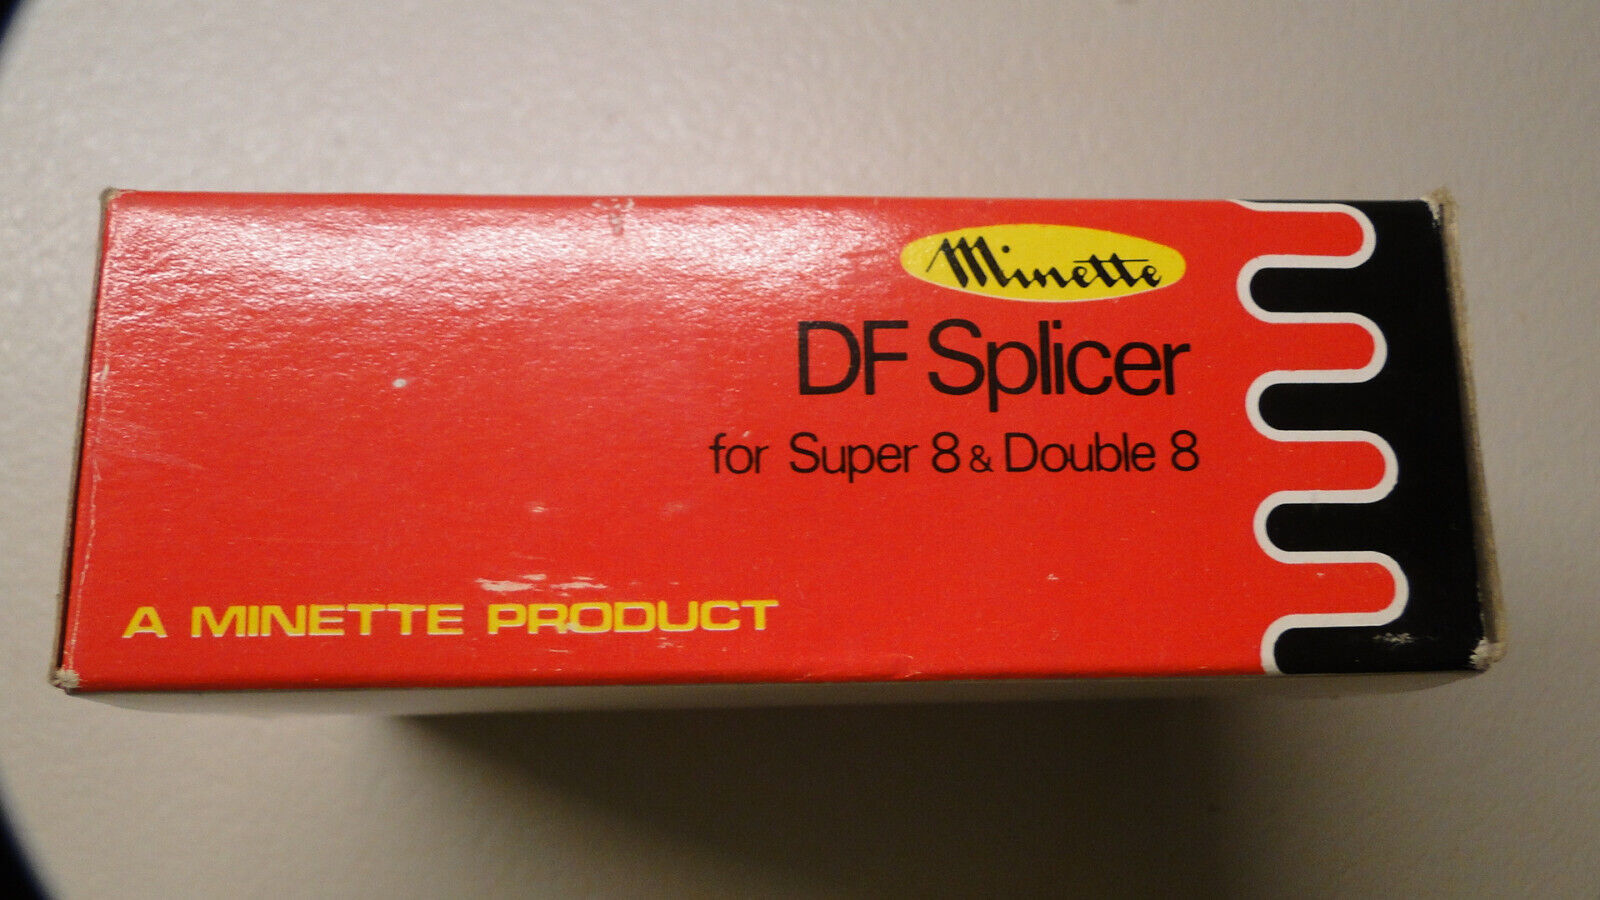 Minette
DF Splicer
for Super 8 & Double 8
A MINETTE PRODUCT